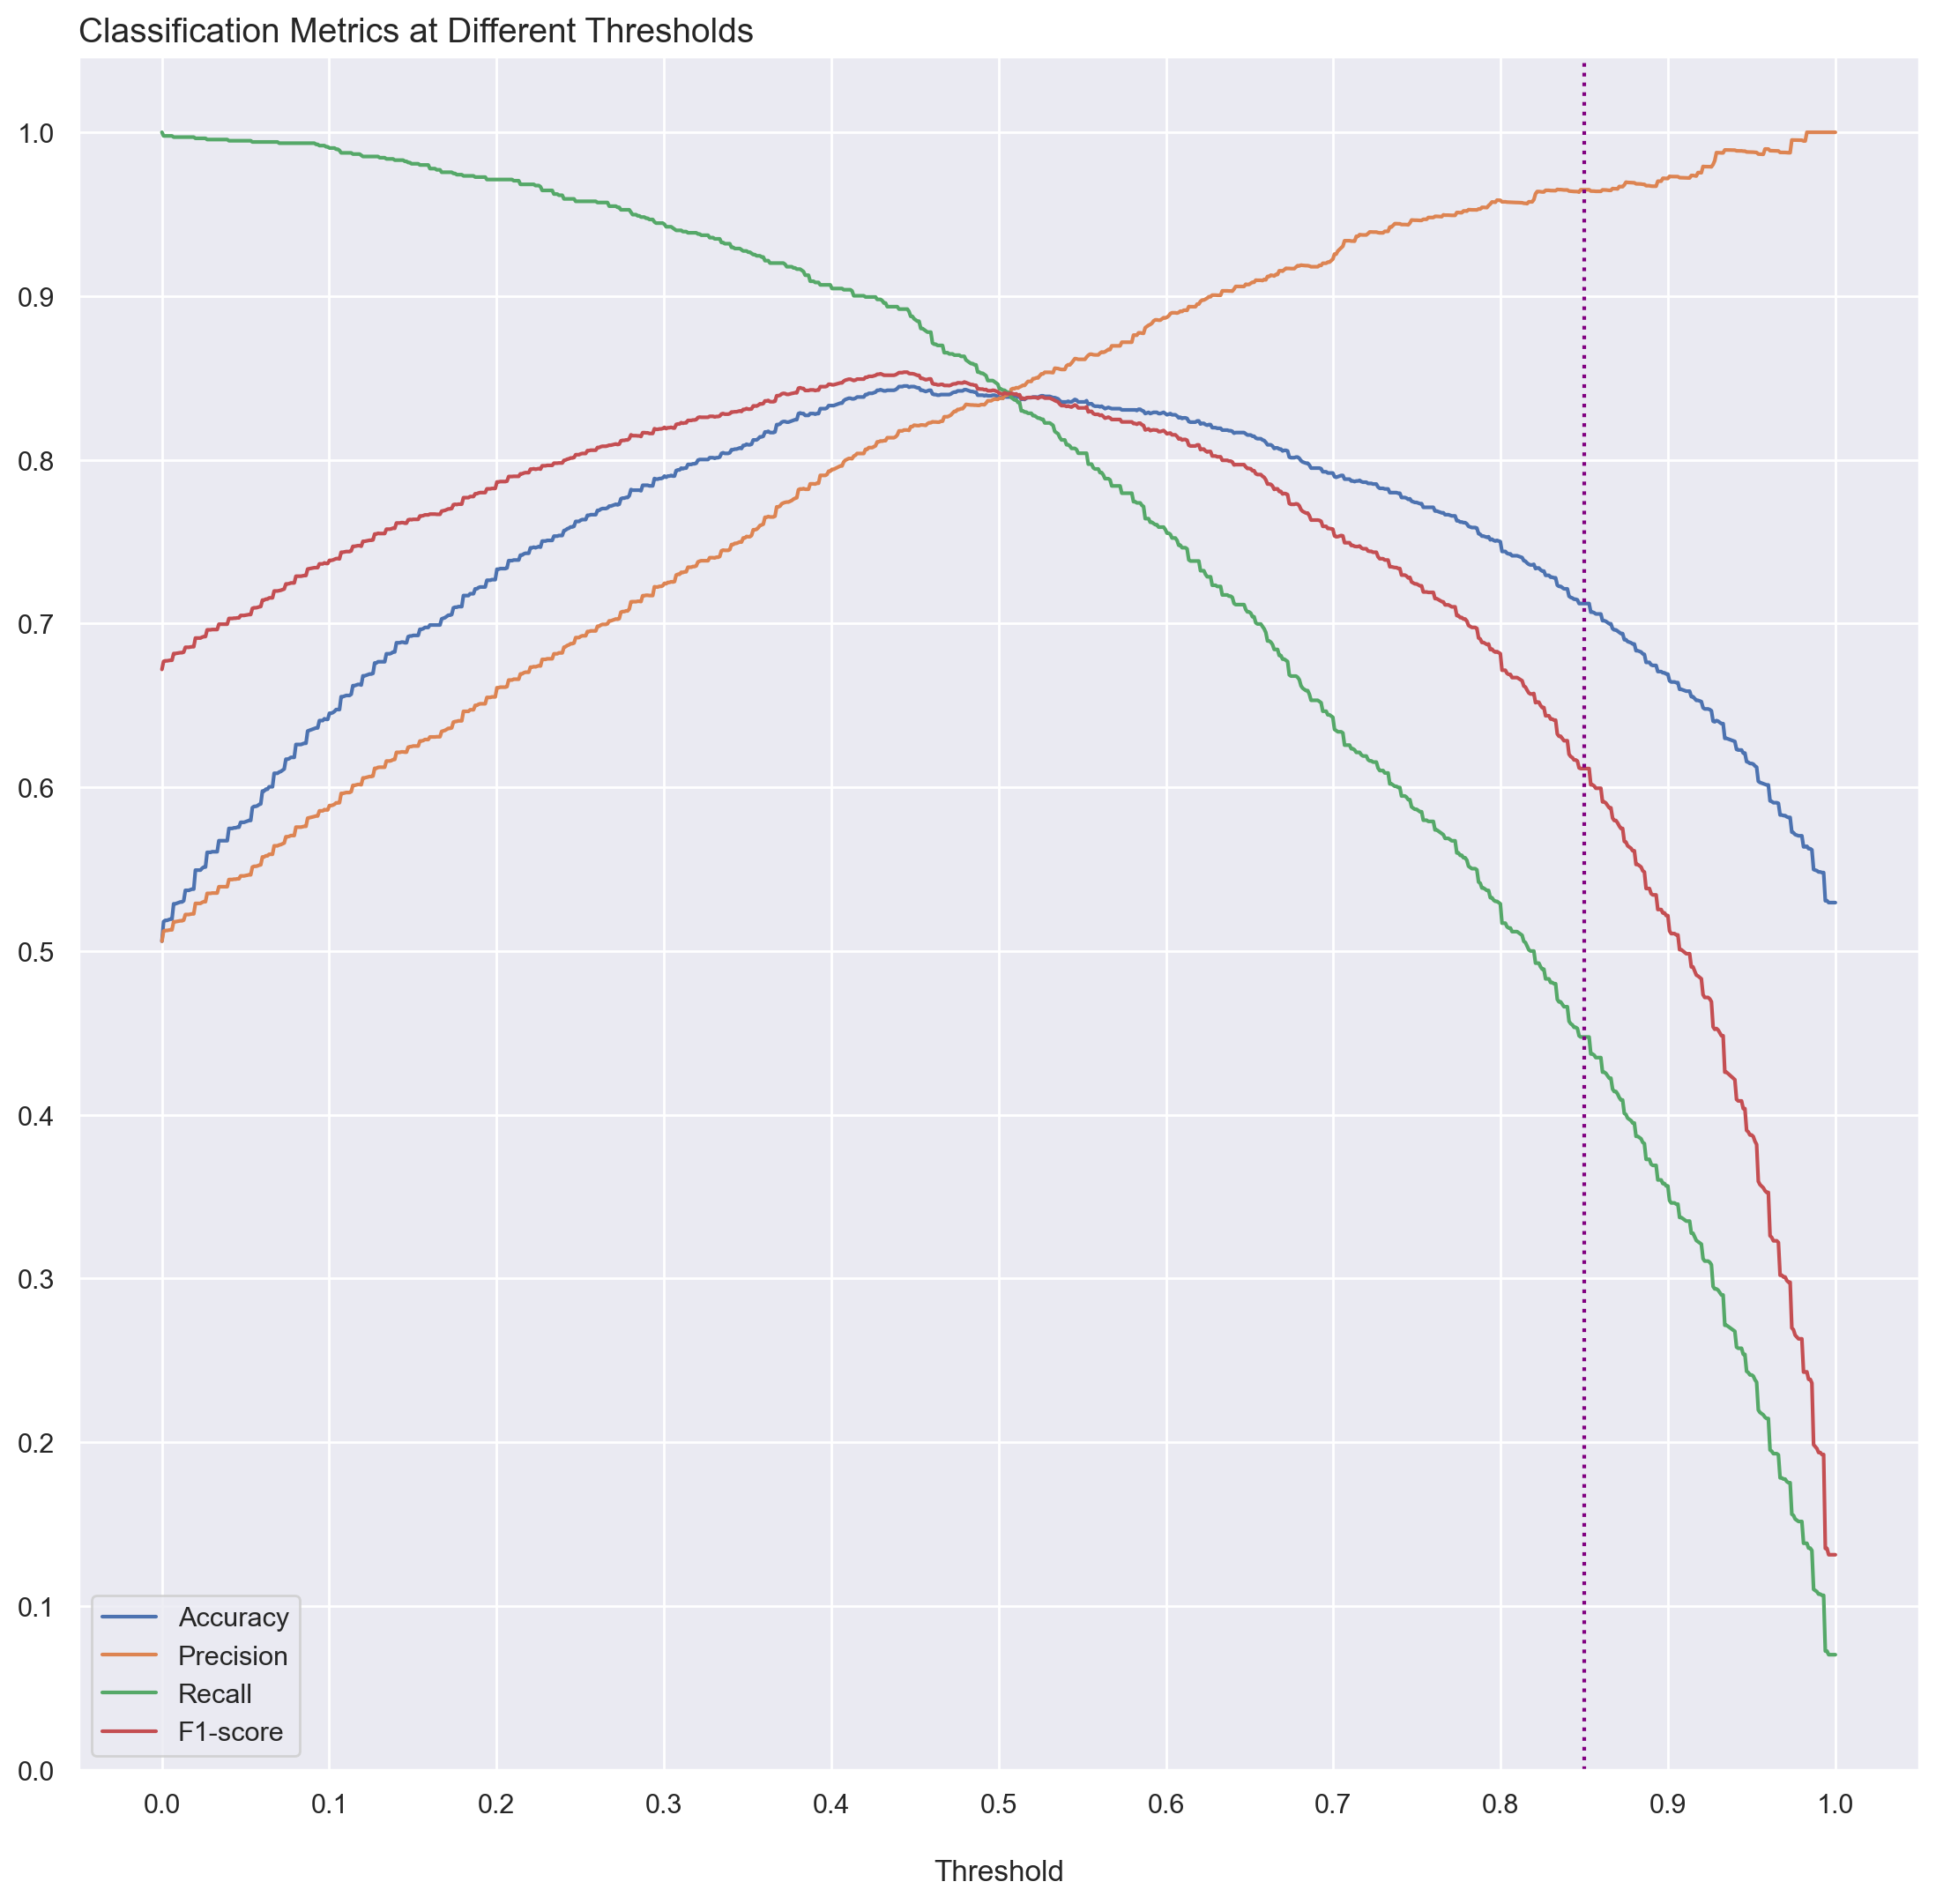 Classification Metrics at Different Thresholds
1.0
0.9
0.8
0.7
0.6
0.5
0.4
0.3
0.2
0.1
0.0
Accuracy
Precision
Recall
F1-score
0.0 0.1 0.2 0.3 0.4 0.5 0.6 0.7 0.8 0.9 1.0
Threshold